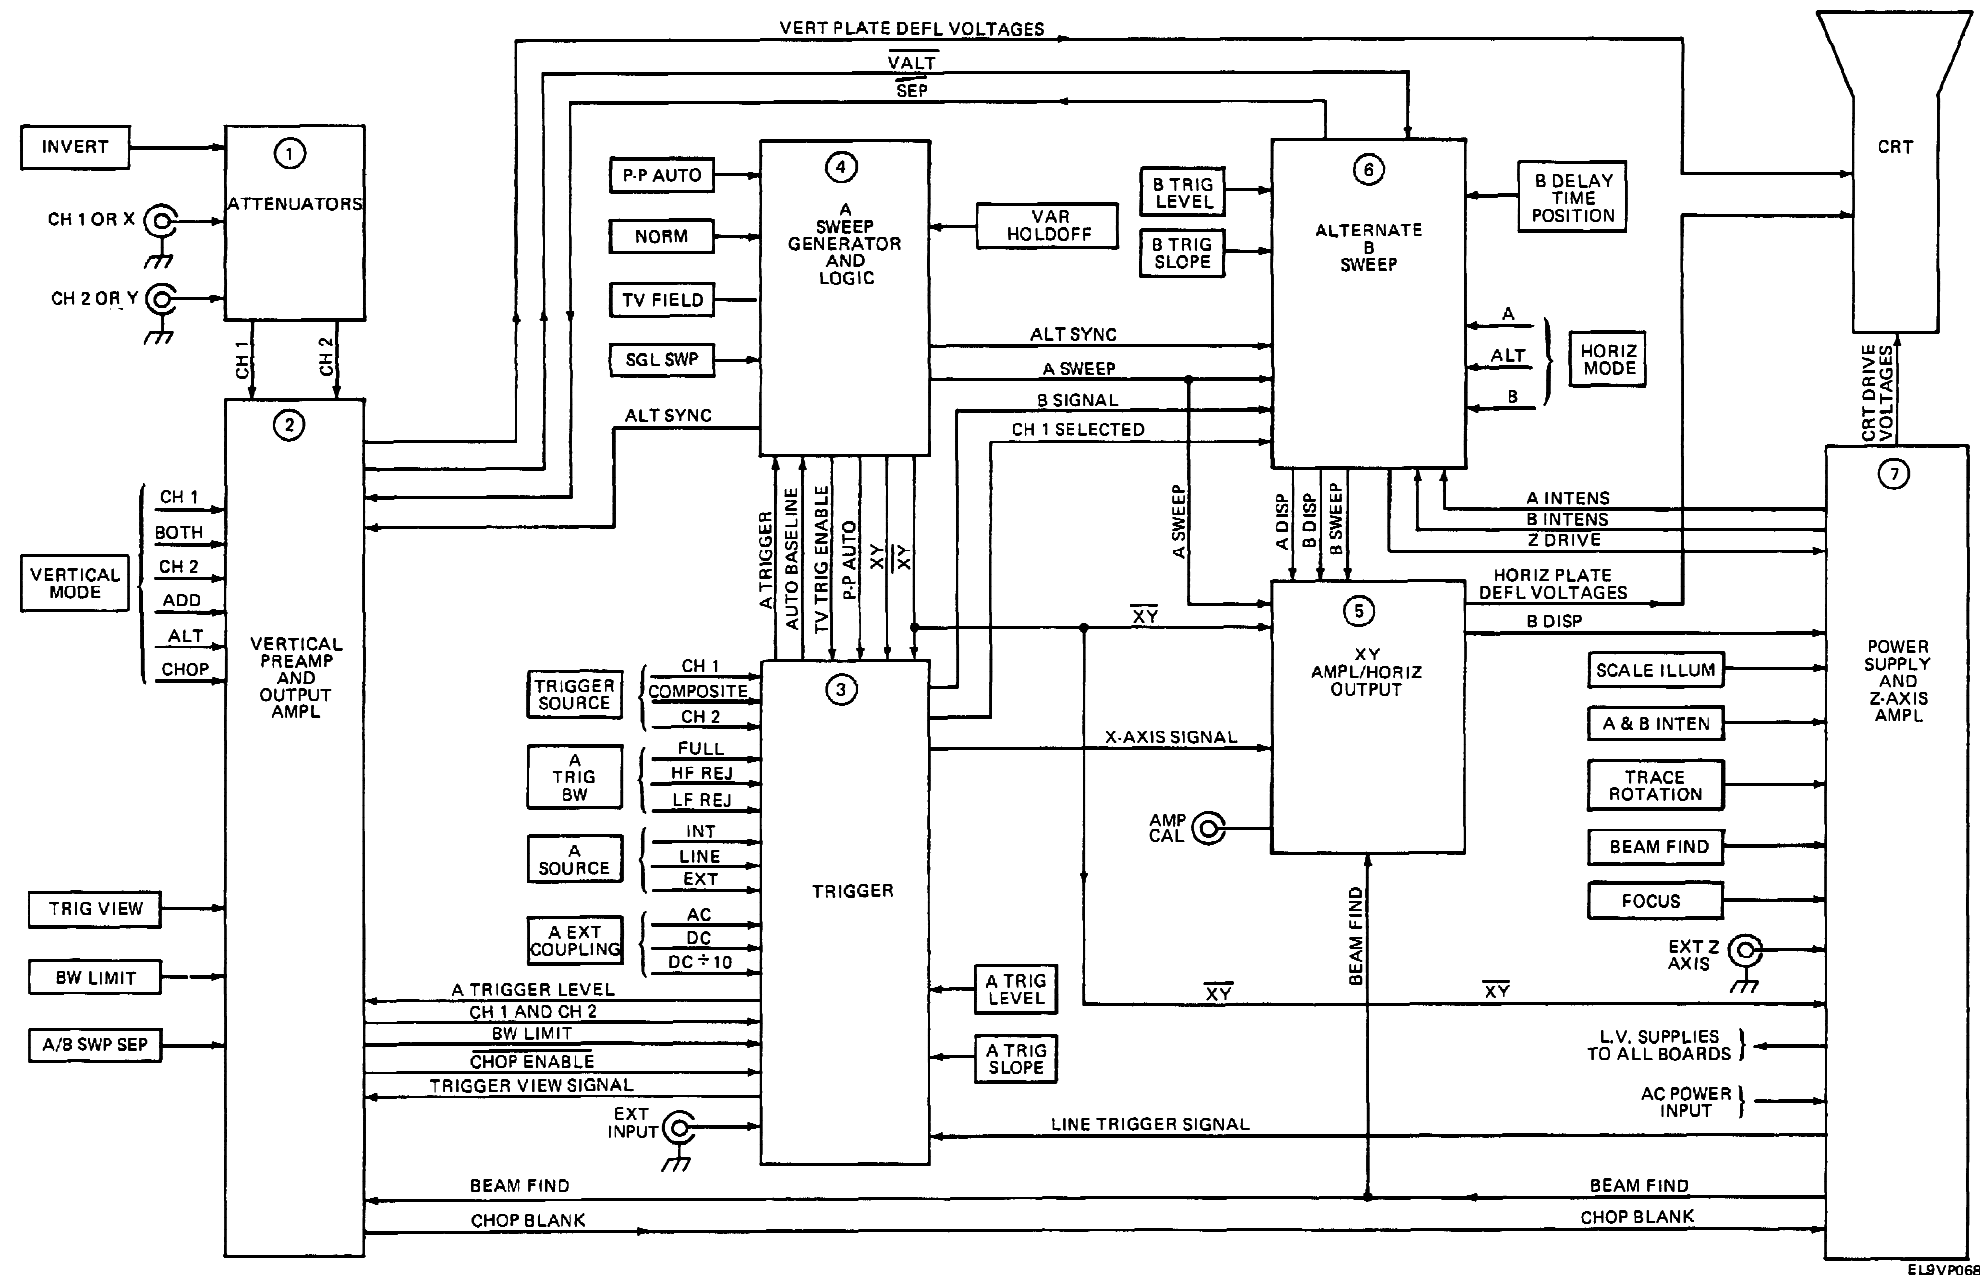 VERT PLATE DEFL VOLTAGES
VALT
SEP
INVERT
1
ATTENUATORS
CH 1 OR X
CH 2 OR Y
CH 1
CH 2
P-P AUTO
NORM
TV FIELD
SGL SWP
ALT SYNC
4
A
SWEEP
GENERATOR
AND
LOGIC
VAR
HOLDOFF
B TRIG
LEVEL
B TRIG
SLOPE
6
ALTERNATE
B
SWEEP
B DELAY
TIME
POSITION
A
ALT
B
HORIZ
MODE
CRT
CRT DRIVE
VOLTAGES
ALT SYNC
A SWEEP
B SIGNAL
CH 1 SELECTED
2
VERTICAL
PREAMP
AND
OUTPUT
AMPL
VERTICAL
MODE
CH 1
BOTH
CH 2
ADD
ALT
CHOP
A TRIGGER
AUTO BASELINE
TV TRIG ENABLE
P-P AUTO
XY
XY
A SWEEP
A DISP
B DISP
B SWEEP
A INTENS
B INTENS
Z DRIVE
HORIZ PLATE
DEFL VOLTAGES
B DISP
7
POWER
SUPPLY
AND
Z-AXIS
AMPL
5
XY
AMPL/HORIZ
OUTPUT
XY
X-AXIS SIGNAL
AMP
CAL
TRIGGER
SOURCE
CH 1
COMPOSITE
CH 2
A
TRIG
BW
FULL
HF REJ
LF REJ
A
SOURCE
INT
LINE
EXT
A EXT
COUPLING
AC
DC
DC ÷ 10
3
TRIGGER
A TRIG
LEVEL
A TRIG
SLOPE
SCALE ILLUM
A & B INTEN
TRACE
ROTATION
BEAM FIND
FOCUS
EXT Z
AXIS
BEAM FIND
XY
XY
L.V. SUPPLIES
TO ALL BOARDS
AC POWER
INPUT
TRIG VIEW
BW LIMIT
A/B SWP SEP
A TRIGGER LEVEL
CH 1 AND CH 2
BW LIMIT
CHOP ENABLE
TRIGGER VIEW SIGNAL
EXT
INPUT
LINE TRIGGER SIGNAL
BEAM FIND
BEAM FIND
CHOP BLANK
CHOP BLANK
EL9VP068